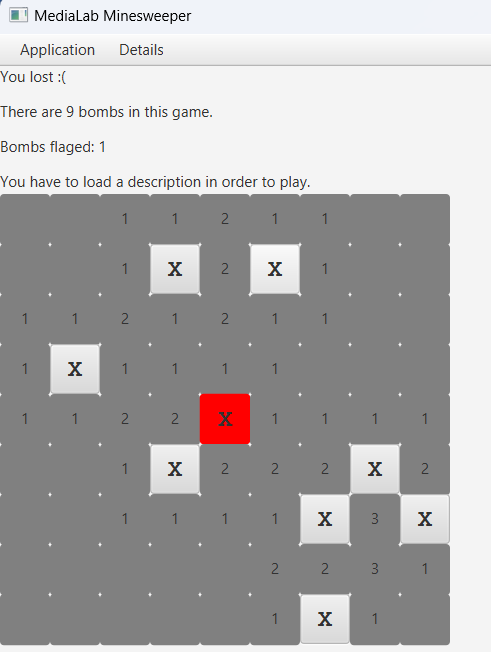 MediaLab Minesweeper
Application Details
You lost :(
There are 9 bombs in this game.
Bombs flaged: 1
You have to load a description in order to play.
1 1 2 1 1
1 X 2 X 1
1 1 2 1 2 1 1
1 X 1 1 1 1
1 1 2 2 X 1 1 1 1
1 X 2 2 2 X 2
1 1 1 1 X 3 X
2 2 3 1
1 X 1